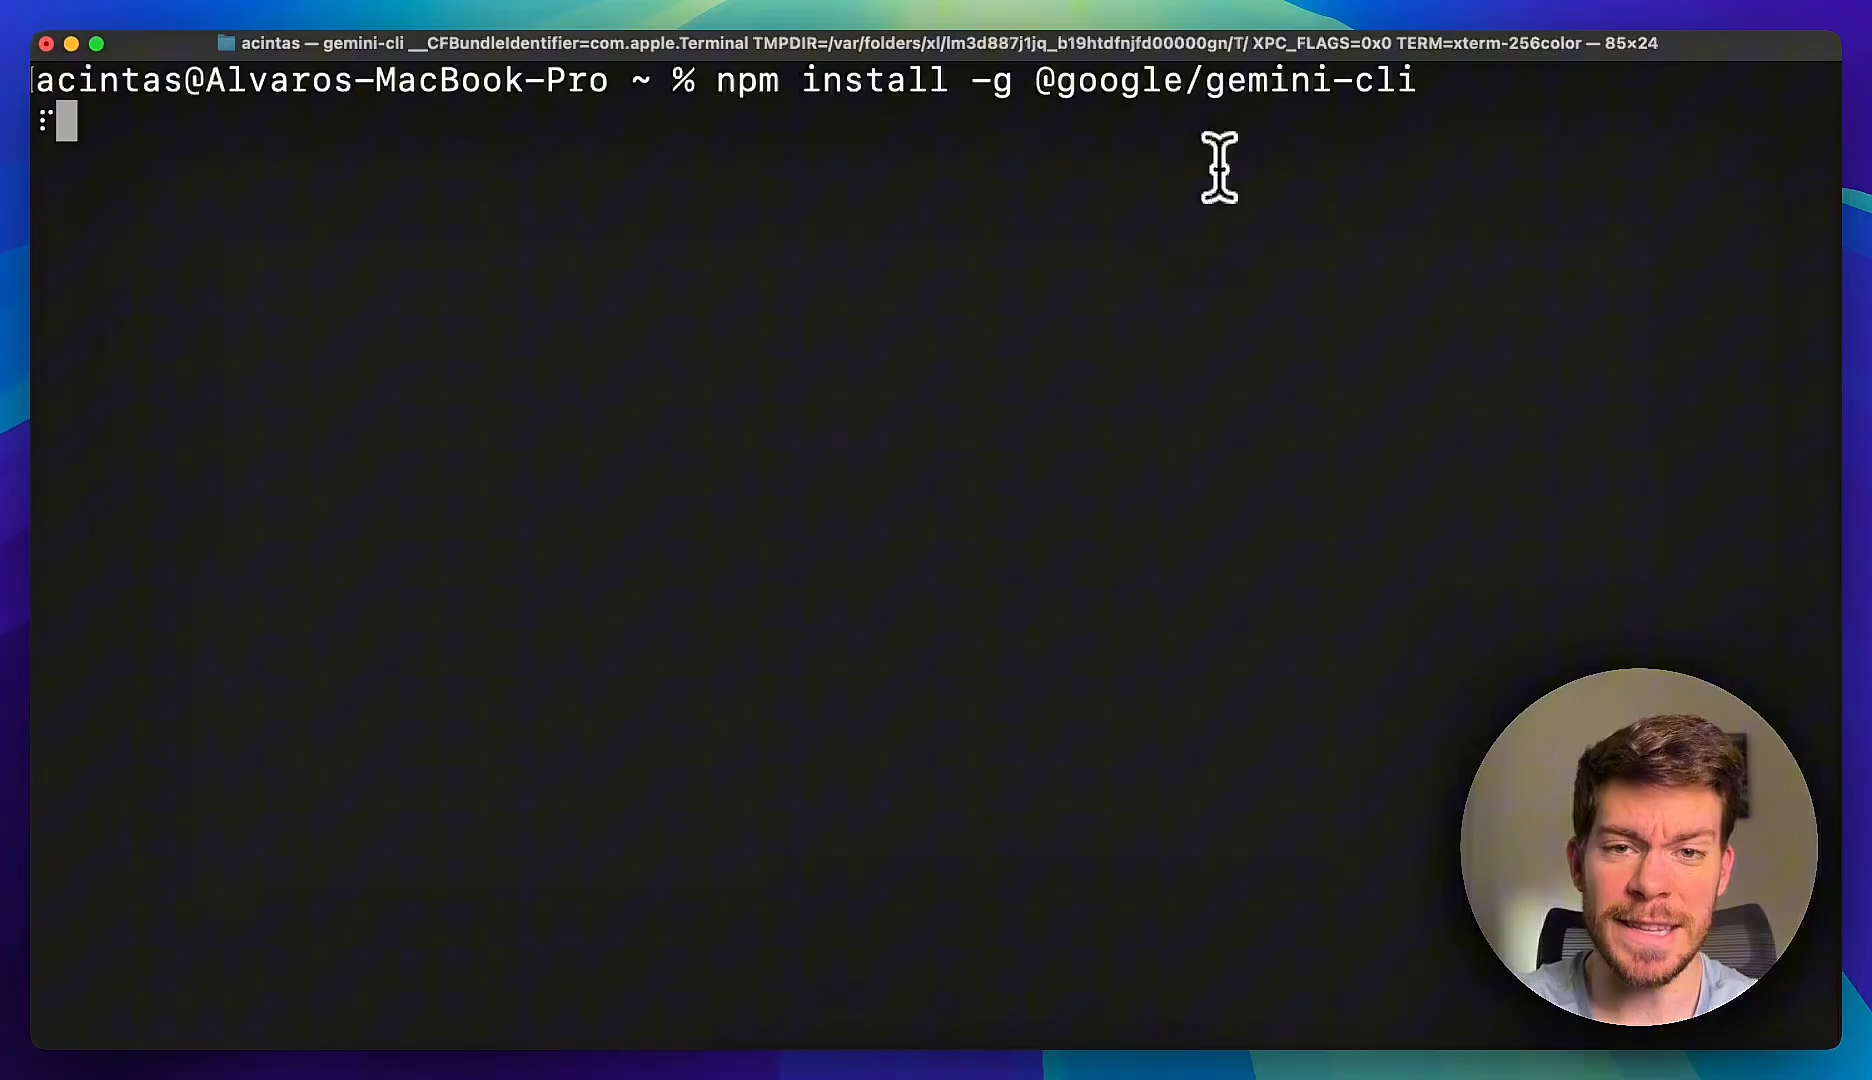 acintas — gemini-cli __CFBundleIdentifier=com.apple.Terminal TMPDIR=/var/folders/xl/lm3d887j1jq_b19htdfnjfd00000gn/T/ XPC_FLAGS=0x0 TERM=xterm-256color — 85×24
acintas@Alvaros-MacBook-Pro ~ % npm install -g @google/gemini-cli